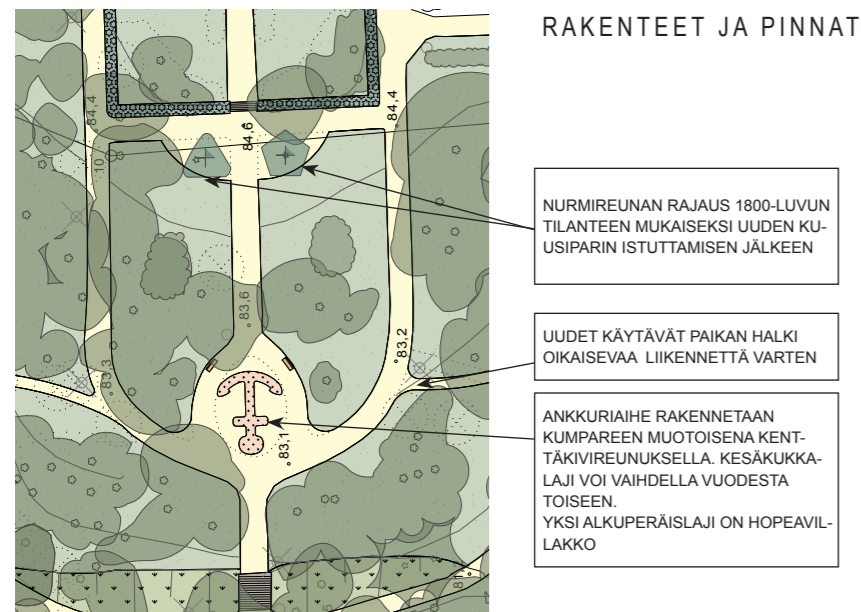 RAKENTEET JA PINNAT
NURMIREUNAN RAJAUS 1800-LUVUN
TILANTEEN MUKAISEKSI UUDEN KU-
USIPARIN ISTUTTAMISEN JÄLKEEN
UUDET KÄYTÄVÄT PAIKAN HALKI
OIKAISEVAA LIIKENNETTÄ VARTEN
ANKKURIAIHE RAKENNETAAN
KUMPAREEN MUOTOISENA KENT-
TÄKIVIREUNUKSELLA. KESÄKUKKA-
LAJI VOI VAIHDELLA VUODESTA
TOISEEN.
YKSI ALKUPERÄISLAJI ON HOPEAVIL-
LAKKO
84,4
84,6
84,4
10
83,6
83,3
83,2
83,1